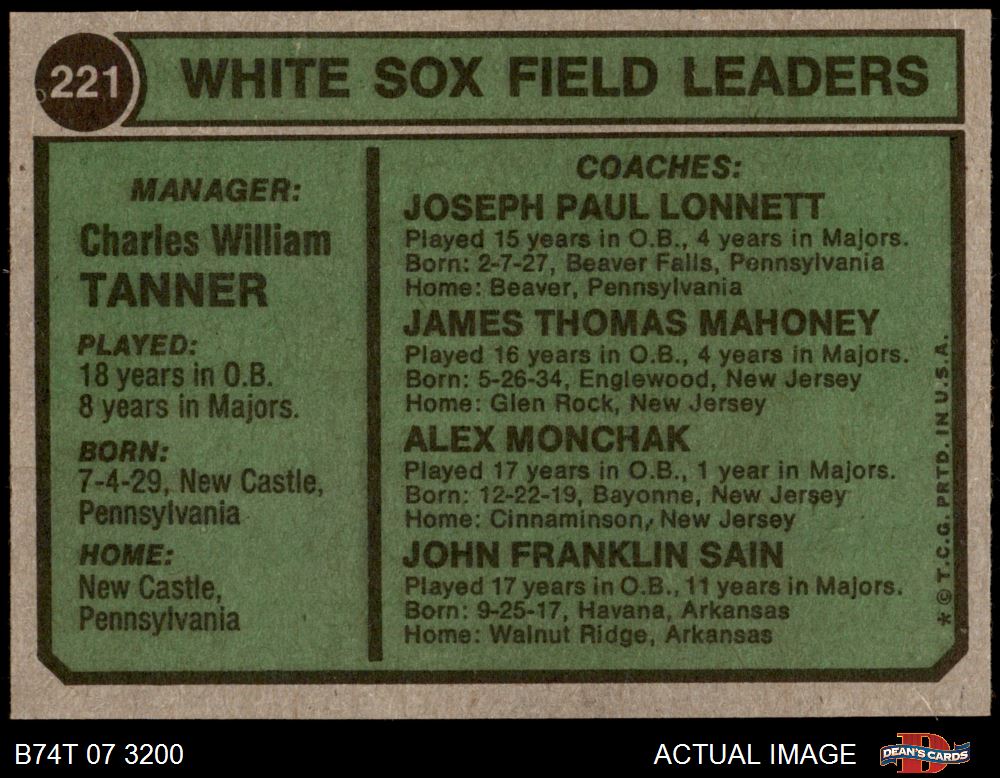 221
WHITE SOX FIELD LEADERS
MANAGER:
Charles William
TANNER
PLAYED:
18 years in O.B.
8 years in Majors.
BORN:
7-4-29, New Castle,
Pennsylvania
HOME:
New Castle,
Pennsylvania
COACHES:
JOSEPH PAUL LONNETT
Played 15 years in O.B., 4 years in Majors.
Born: 2-7-27, Beaver Falls, Pennsylvania
Home: Beaver, Pennsylvania
JAMES THOMAS MAHONEY
Played 16 years in O.B., 4 years in Majors.
Born: 5-26-34, Englewood, New Jersey
Home: Glen Rock, New Jersey
ALEX MONCHAK
Played 17 years in O.B., 1 year in Majors.
Born: 12-22-19, Bayonne, New Jersey
Home: Cinnaminson, New Jersey
JOHN FRANKLIN SAIN
Played 17 years in O.B., 11 years in Majors.
Born: 9-25-17, Havana, Arkansas
Home: Walnut Ridge, Arkansas
* © T.C.G. PRTD. IN U.S.A.
B74T 07 3200
ACTUAL IMAGE
DEAN'S CARDS